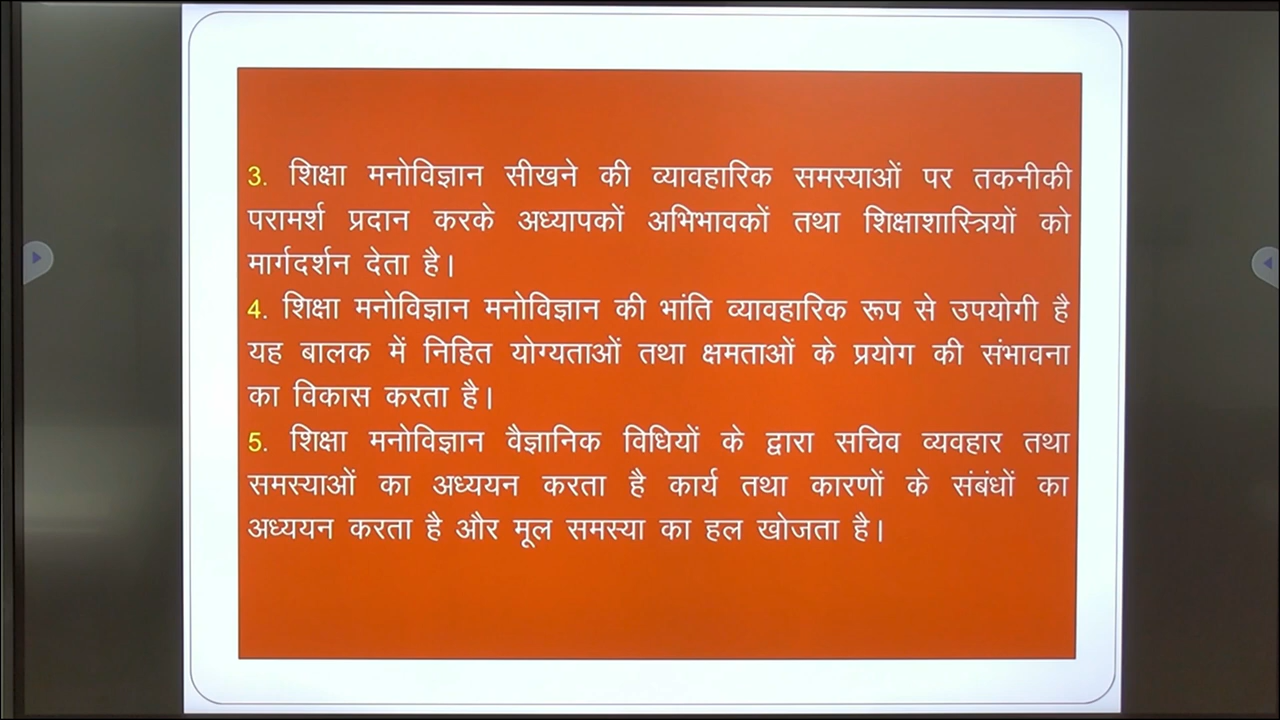 3. शिक्षा मनोविज्ञान सीखने की व्यावहारिक समस्याओं पर तकनीकी
परामर्श प्रदान करके अध्यापकों अभिभावकों तथा शिक्षाशास्त्रियों को
मार्गदर्शन देता है।
4. शिक्षा मनोविज्ञान मनोविज्ञान की भांति व्यावहारिक रूप से उपयोगी है
यह बालक में निहित योग्यताओं तथा क्षमताओं के प्रयोग की संभावना
का विकास करता है।
5. शिक्षा मनोविज्ञान वैज्ञानिक विधियों के द्वारा सचिव व्यवहार तथा
समस्याओं का अध्ययन करता है कार्य तथा कारणों के संबंधों का
अध्ययन करता है और मूल समस्या का हल खोजता है।